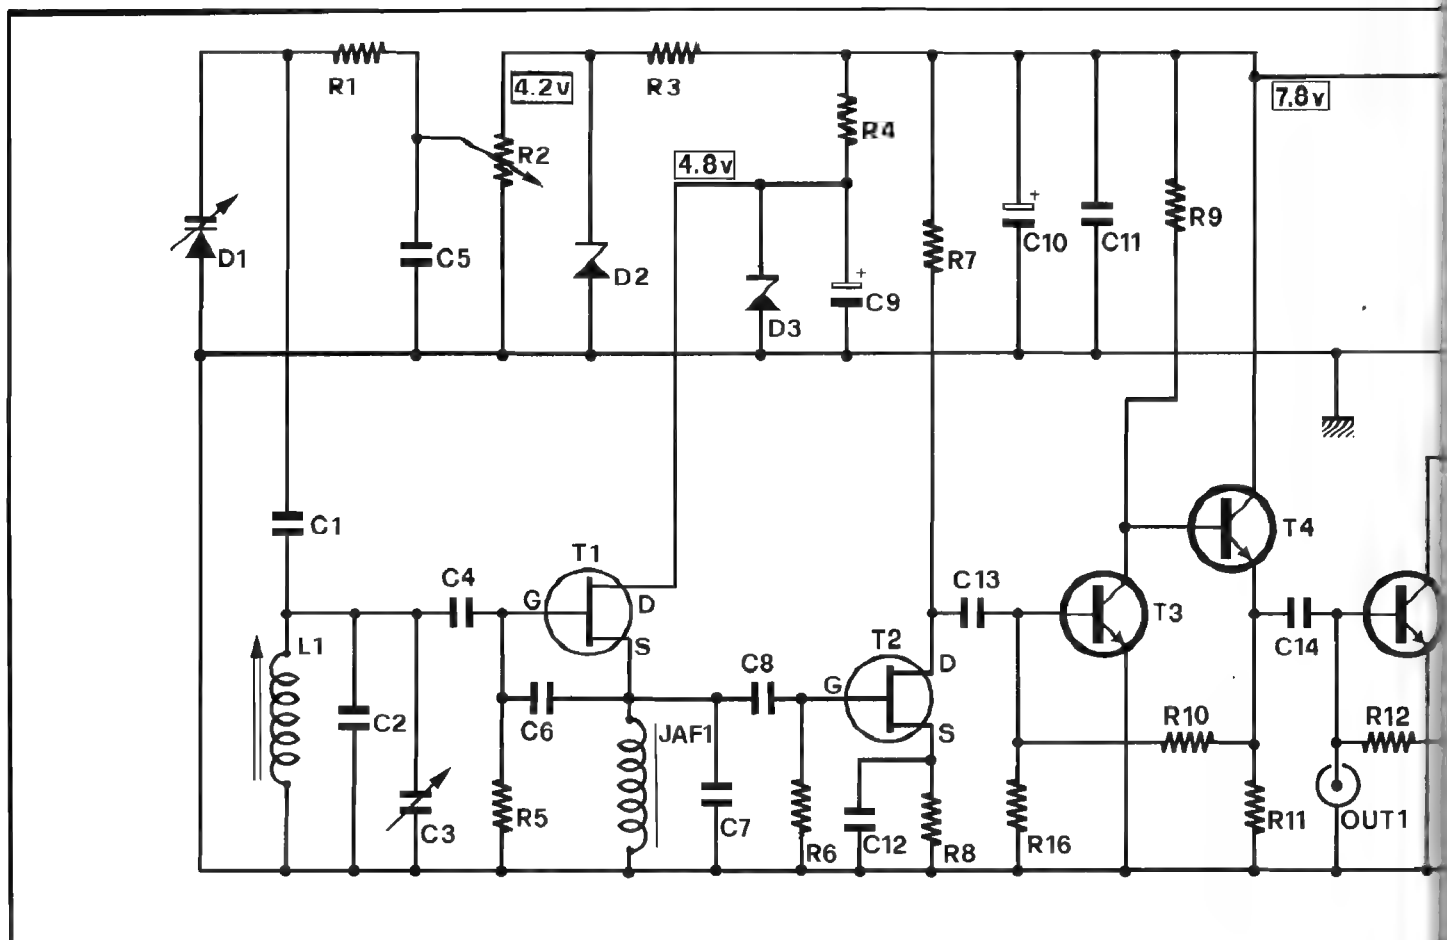 R1
4.2v
R2
R3
4.8v
R4
7.8v
D1
C5
D2
D3
+
C9
R7
+
C10
C11
R9
C1
T1
C4
G
D
S
L1
C2
C3
C6
R5
JAF1
C7
C8
T2
G
D
S
R6
C12
R8
C13
T3
T4
R16
R10
R11
C14
R12
OUT1